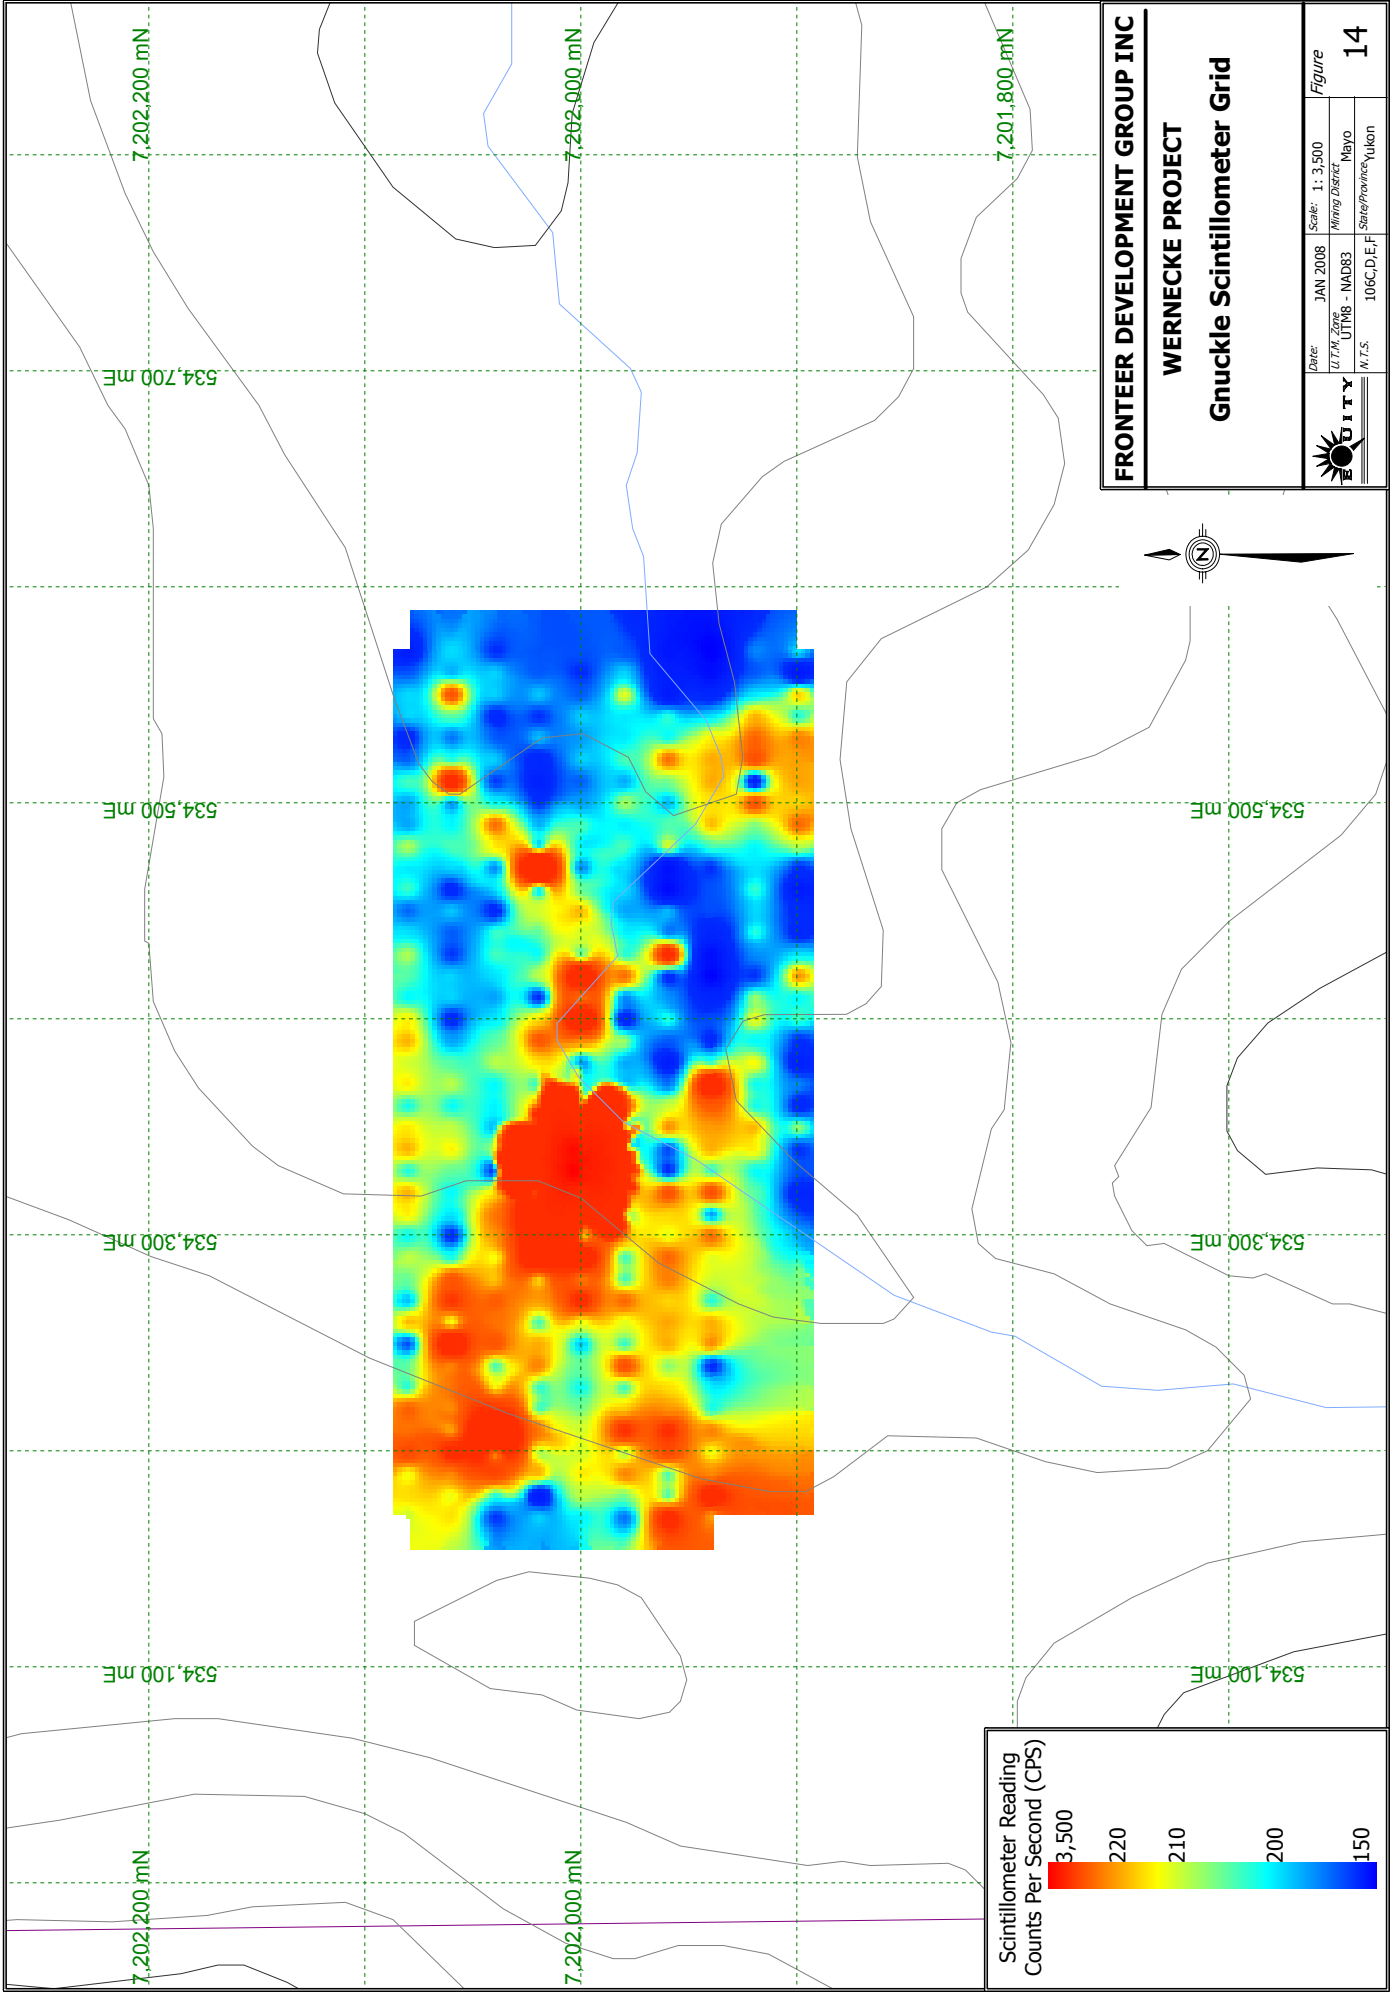 7,202,200 mN
7,202,000 mN
7,201,800 mN
534,700 mE
534,500 mE
534,500 mE
534,300 mE
534,300 mE
534,100 mE
534,100 mE
7,202,200 mN
7,202,000 mN
N
Scintillometer Reading
Counts Per Second (CPS)
3,500
220
210
200
150
FRONTEER DEVELOPMENT GROUP INC
WERNECKE PROJECT
Gnuckle Scintillometer Grid
EQUITY
Date: JAN 2008
Scale: 1: 3,500
Figure
14
U.T.M. Zone UTM8 - NAD83
Mining District Mayo
N.T.S. 106C,D,E,F
State/Province Yukon